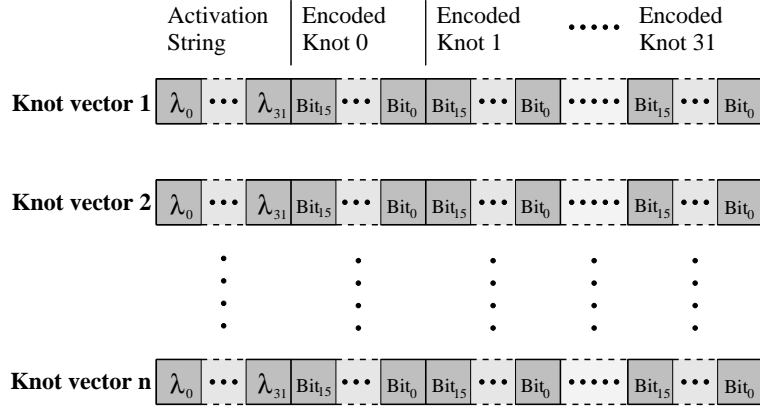 Activation Encoded Encoded ····· Encoded
String Knot 0 Knot 1 Knot 31
Knot vector 1 λ0 ··· λ31 Bit15 ··· Bit0 Bit15 ··· Bit0 ····· Bit15 ··· Bit0
Knot vector 2 λ0 ··· λ31 Bit15 ··· Bit0 Bit15 ··· Bit0 ····· Bit15 ··· Bit0
Knot vector n λ0 ··· λ31 Bit15 ··· Bit0 Bit15 ··· Bit0 ····· Bit15 ··· Bit0